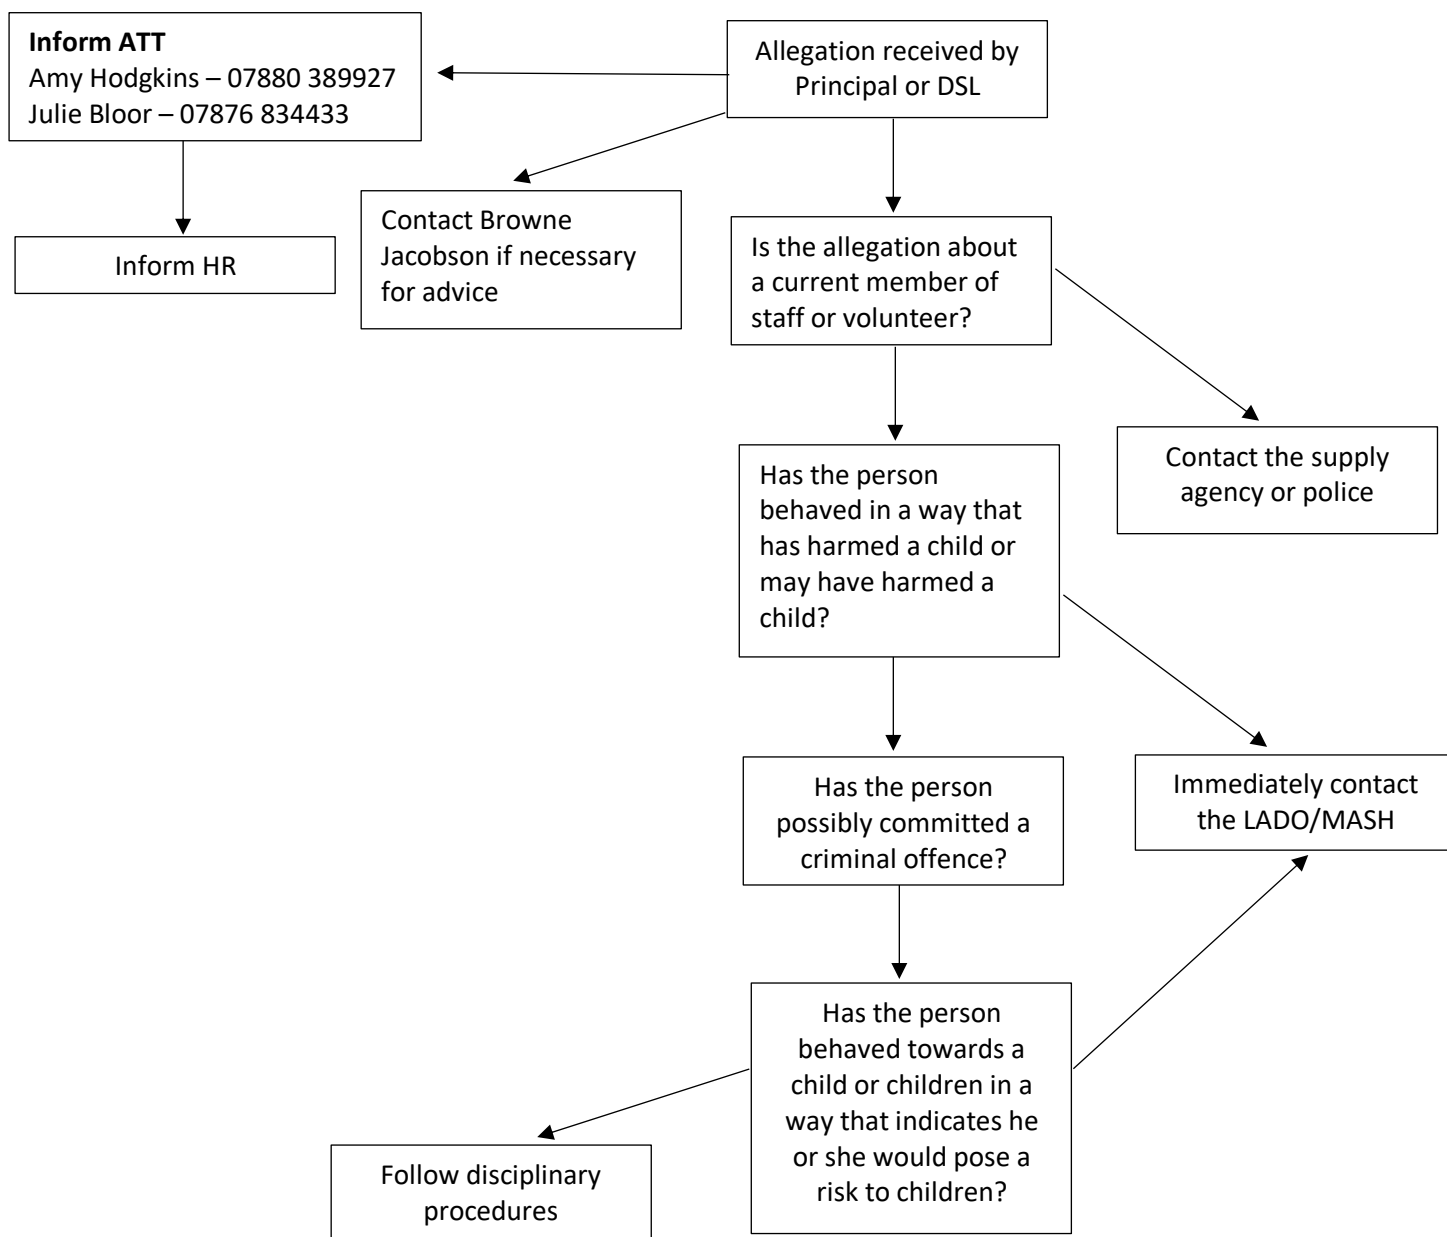 Inform ATT
Amy Hodgkins – 07880 389927
Julie Bloor – 07876 834433
Allegation received by
Principal or DSL
Inform HR
Contact Browne
Jacobson if necessary
for advice
Is the allegation about
a current member of
staff or volunteer?
Contact the supply
agency or police
Has the person
behaved in a way that
has harmed a child or
may have harmed a
child?
Has the person
possibly committed a
criminal offence?
Immediately contact
the LADO/MASH
Has the person
behaved towards a
child or children in a
way that indicates he
or she would pose a
risk to children?
Follow disciplinary
procedures